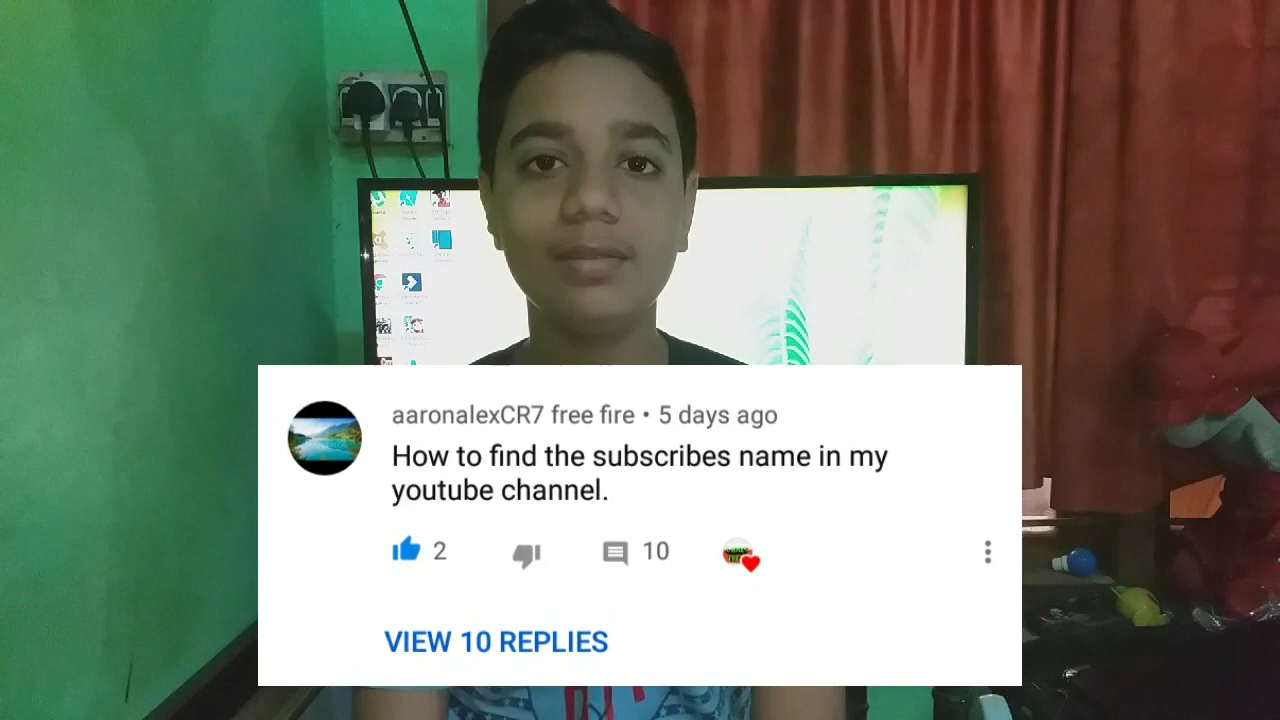 aaronalexCR7 free fire • 5 days ago
How to find the subscribes name in my
youtube channel.
2 10
VIEW 10 REPLIES